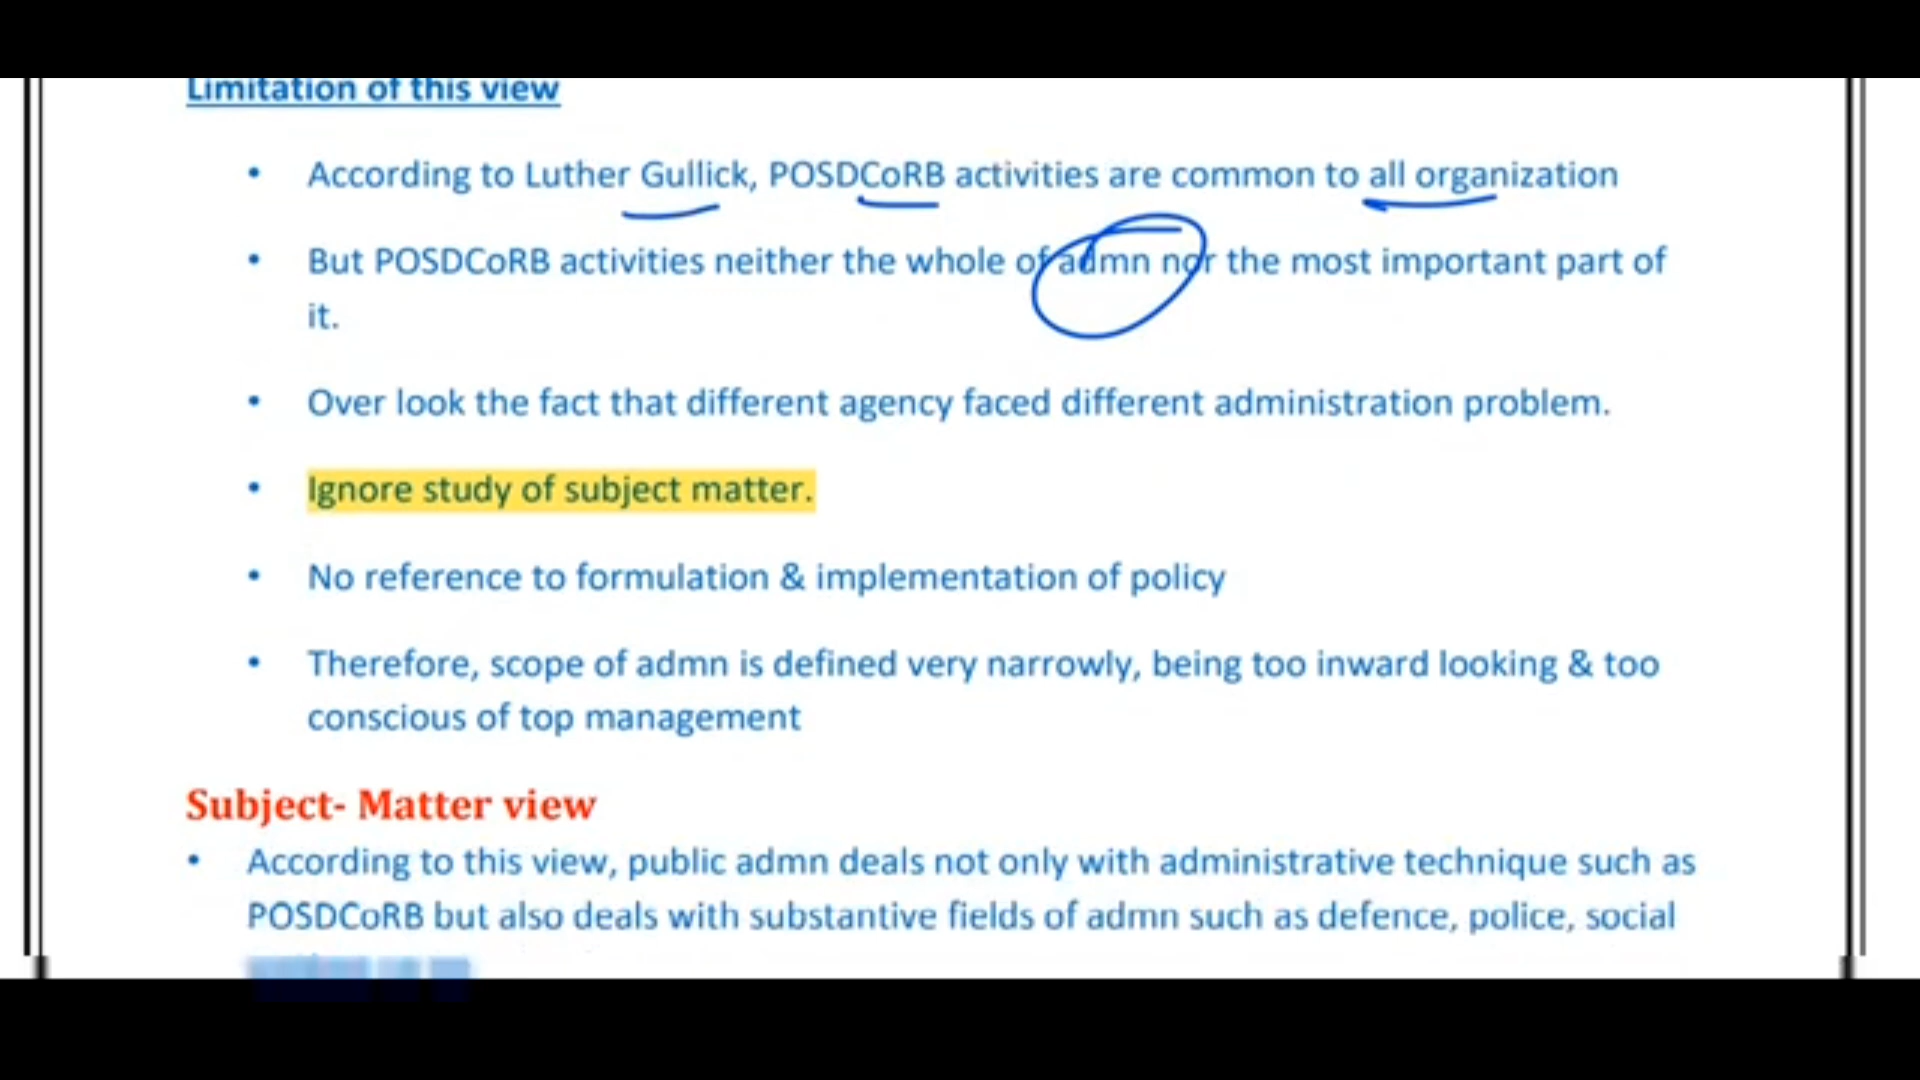 Limitation of this view
• According to Luther Gullick, POSDCoRB activities are common to all organization
• But POSDCoRB activities neither the whole of admn nor the most important part of
it.
• Over look the fact that different agency faced different administration problem.
• Ignore study of subject matter.
• No reference to formulation & implementation of policy
• Therefore, scope of admn is defined very narrowly, being too inward looking & too
conscious of top management
Subject- Matter view
• According to this view, public admn deals not only with administrative technique such as
POSDCoRB but also deals with substantive fields of admn such as defence, police, social